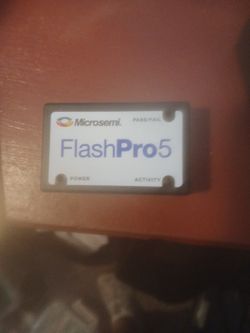 Microsemi. PASS/FAIL
FlashPro5
POWER ACTIVITY